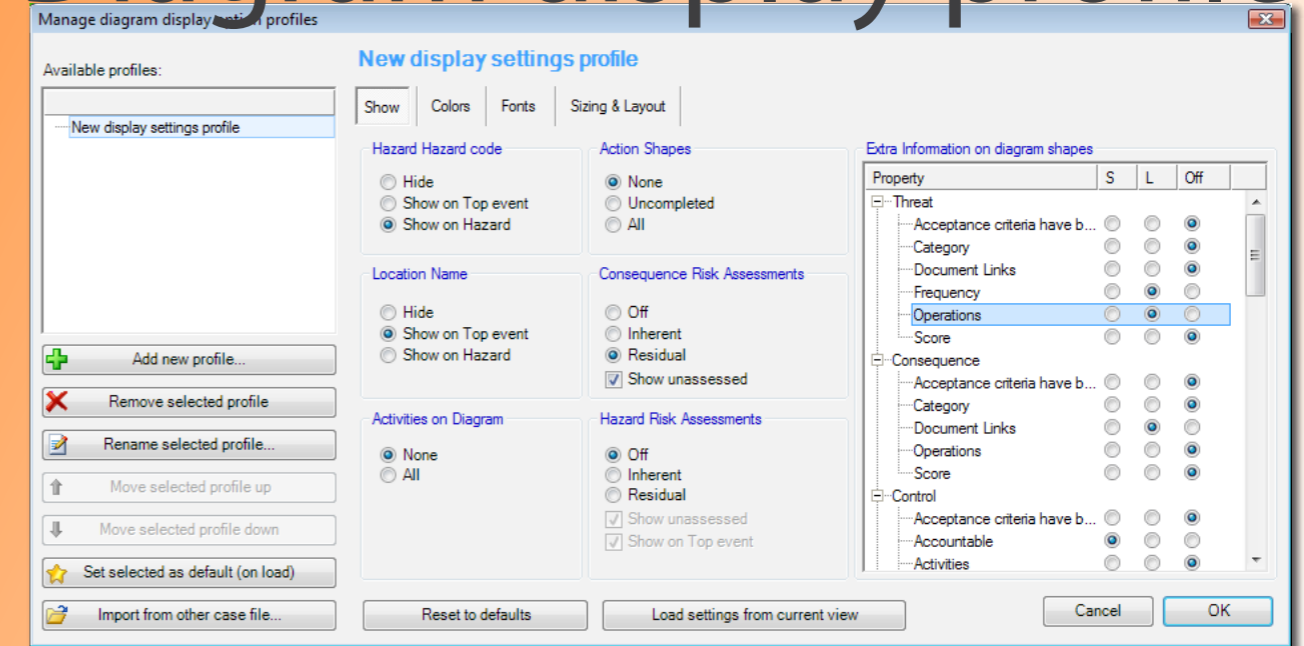 Diagram display profile
Manage diagram display option profiles
Available profiles:
New display settings profile
Add new profile...
Remove selected profile
Rename selected profile...
Move selected profile up
Move selected profile down
Set selected as default (on load)
Import from other case file...
New display settings profile
Show Colors Fonts Sizing & Layout
Hazard Hazard code
Hide
Show on Top event
Show on Hazard
Location Name
Hide
Show on Top event
Show on Hazard
Activities on Diagram
None
All
Action Shapes
None
Uncompleted
All
Consequence Risk Assessments
Off
Inherent
Residual
Show unassessed
Hazard Risk Assessments
Off
Inherent
Residual
Show unassessed
Show on Top event
Extra Information on diagram shapes
Property S L Off
Threat
Acceptance criteria have b...
Category
Document Links
Frequency
Operations
Score
Consequence
Acceptance criteria have b...
Category
Document Links
Operations
Score
Control
Acceptance criteria have b...
Accountable
Activities
Reset to defaults
Load settings from current view
Cancel
OK